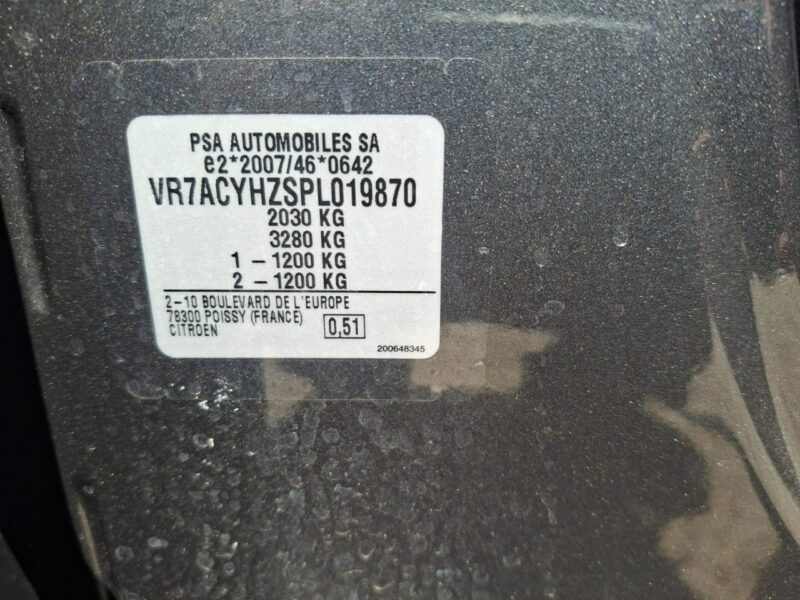 PSA AUTOMOBILES SA
e2*2007/46*0642
VR7ACYHZSPL019870
2030 KG
3280 KG
1 – 1200 KG
2 – 1200 KG
2–10 BOULEVARD DE L'EUROPE
78300 POISSY (FRANCE)
CITROEN
0,51
200648345